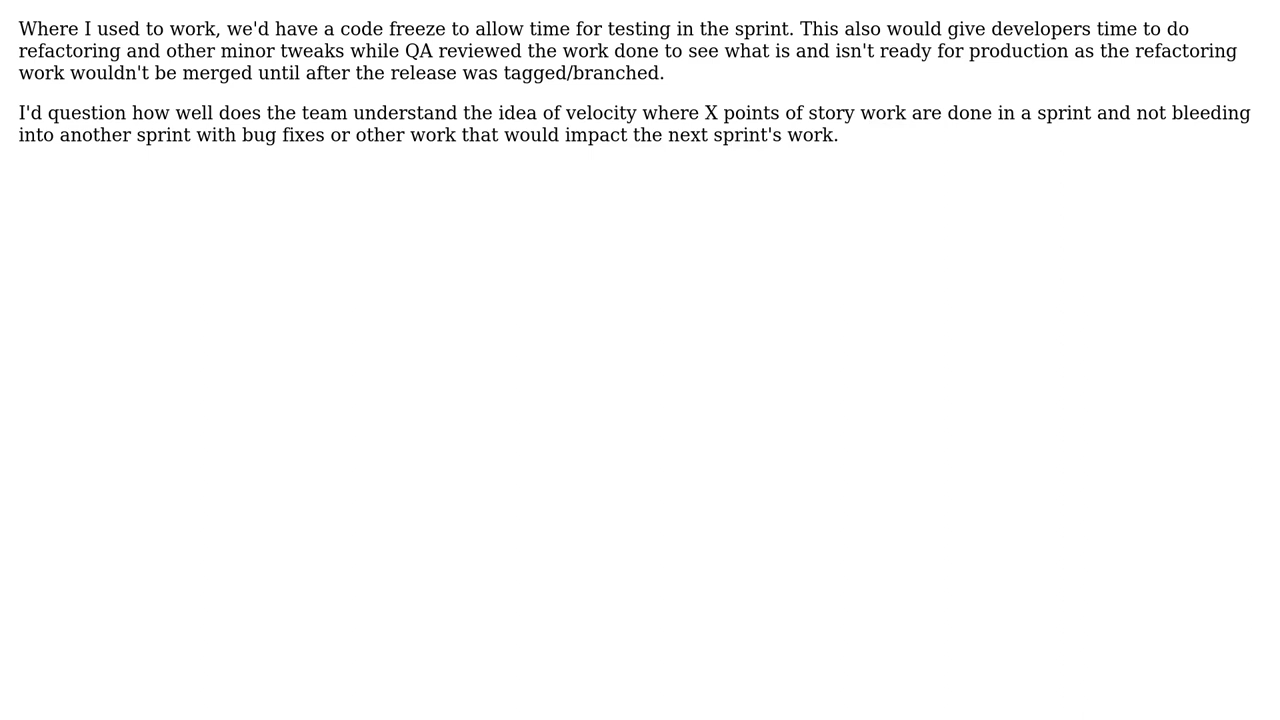 Where I used to work, we'd have a code freeze to allow time for testing in the sprint. This also would give developers time to do
refactoring and other minor tweaks while QA reviewed the work done to see what is and isn't ready for production as the refactoring
work wouldn't be merged until after the release was tagged/branched.
I'd question how well does the team understand the idea of velocity where X points of story work are done in a sprint and not bleeding
into another sprint with bug fixes or other work that would impact the next sprint's work.